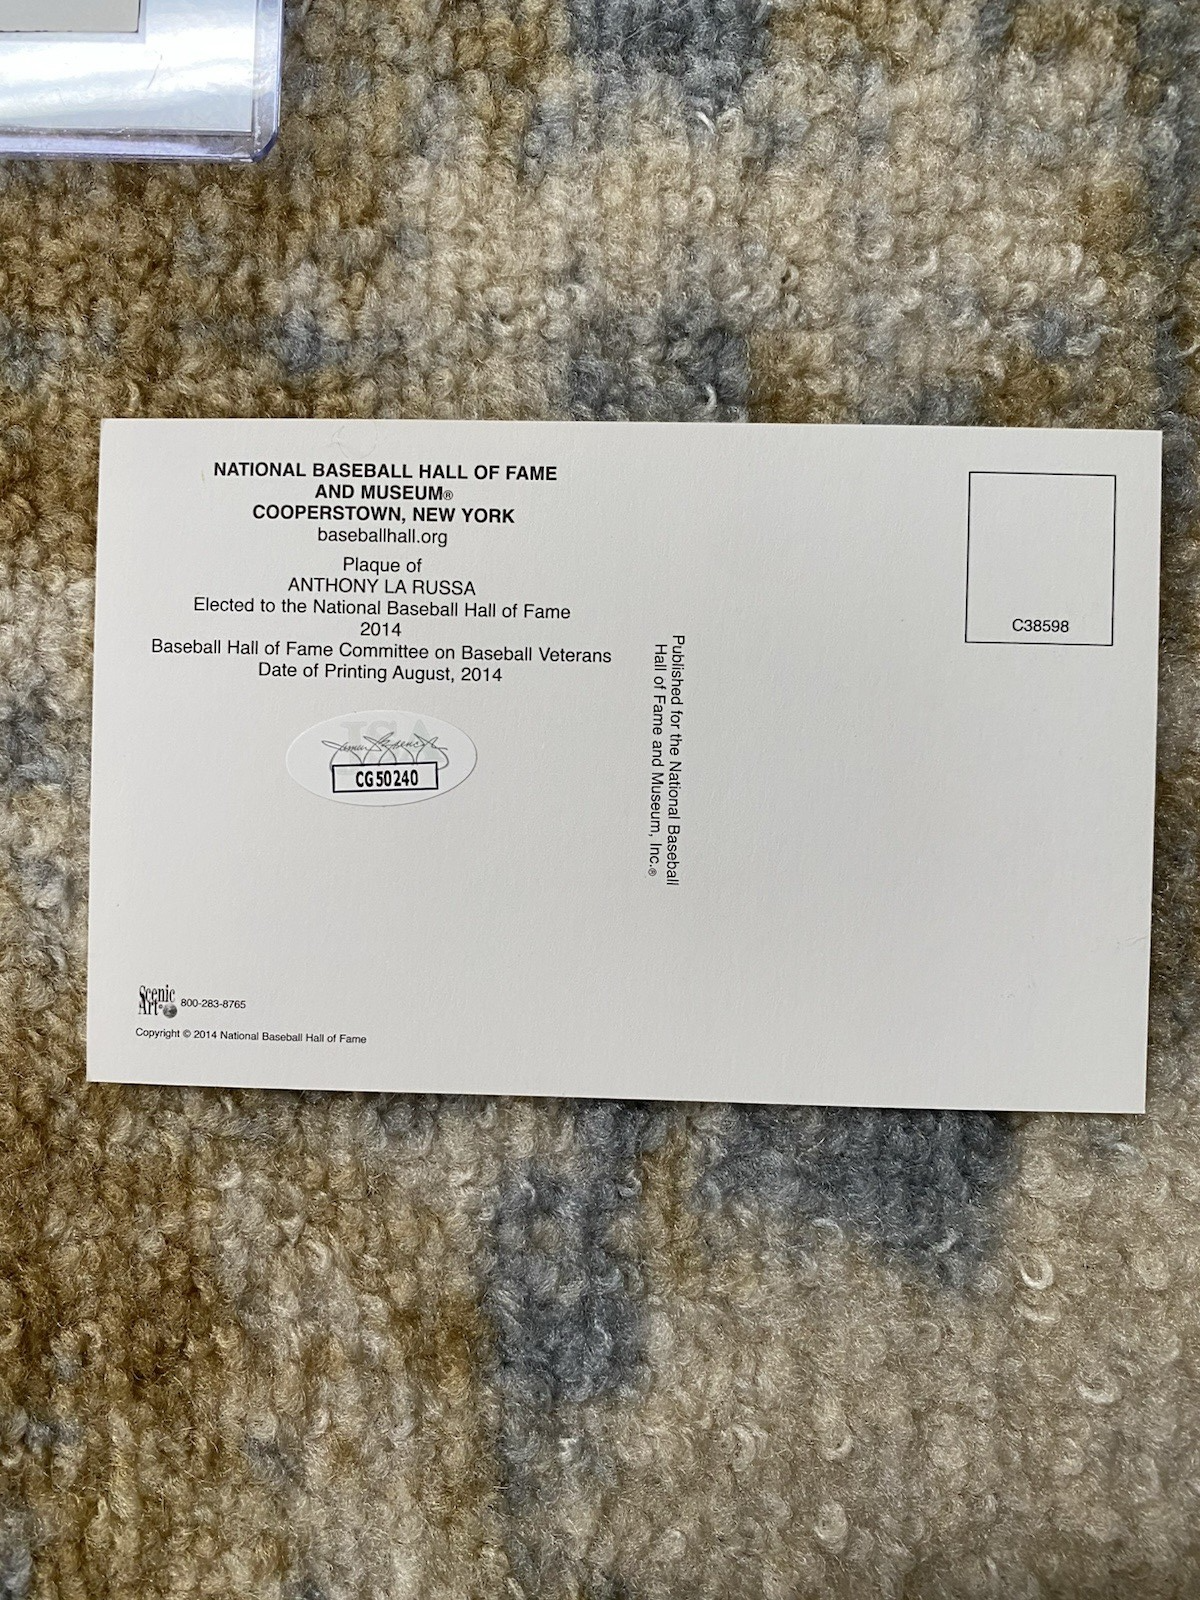 NATIONAL BASEBALL HALL OF FAME
AND MUSEUM®
COOPERSTOWN, NEW YORK
baseballhall.org
Plaque of
ANTHONY LA RUSSA
Elected to the National Baseball Hall of Fame
2014
Baseball Hall of Fame Committee on Baseball Veterans
Date of Printing August, 2014
JSA
James Spence
CG50240
Scenic
Art
800-283-8765
Copyright © 2014 National Baseball Hall of Fame
Published for the National Baseball
Hall of Fame and Museum, Inc.®
C38598